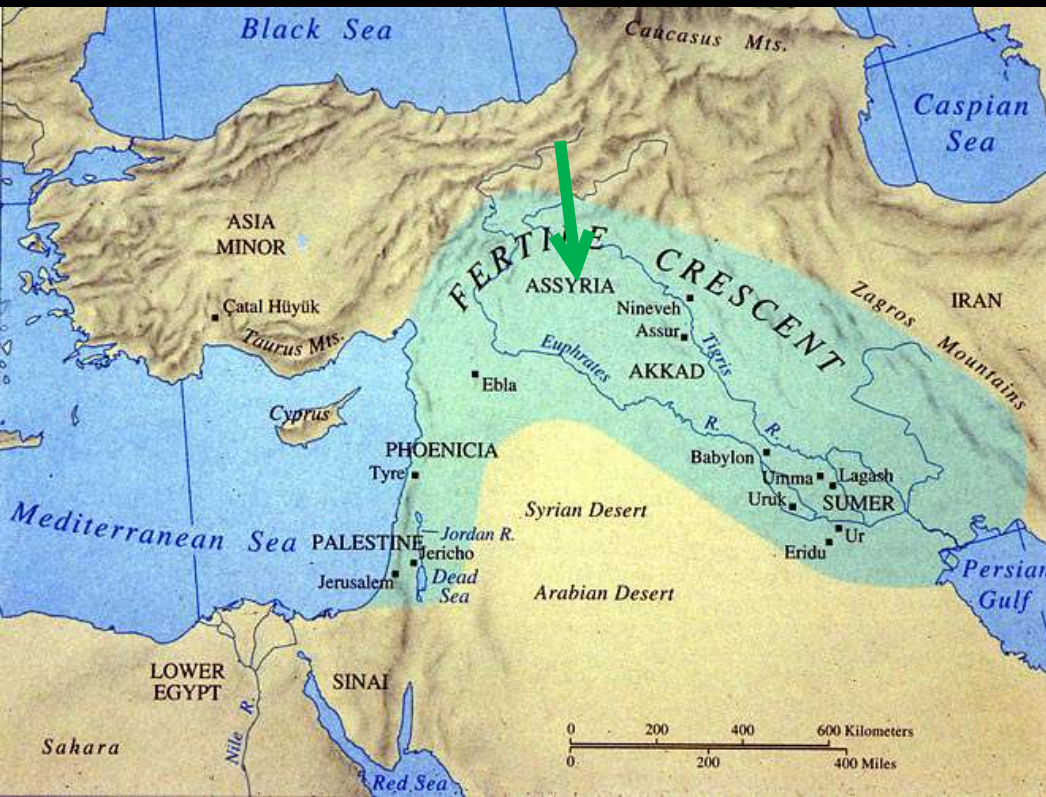 Black Sea
Caucasus Mts.
Caspian
Sea
ASIA
MINOR
FERTILE CRESCENT
ASSYRIA
Çatal Hüyük
Taurus Mts.
Nineveh
Assur
Tigris
Zagros
Mountains
IRAN
Euphrates
AKKAD
Ebla
Cyprus
R.
R.
PHOENICIA
Tyre
Babylon
Umma
Lagash
Uruk
SUMER
Syrian Desert
Ur
Eridu
Mediterranean Sea
PALESTINE
Jordan R.
Jericho
Jerusalem
Dead
Sea
Arabian Desert
Persian
Gulf
LOWER
EGYPT
SINAI
Nile R.
Sahara
Red Sea
0 200 400 600 Kilometers
0 200 400 Miles